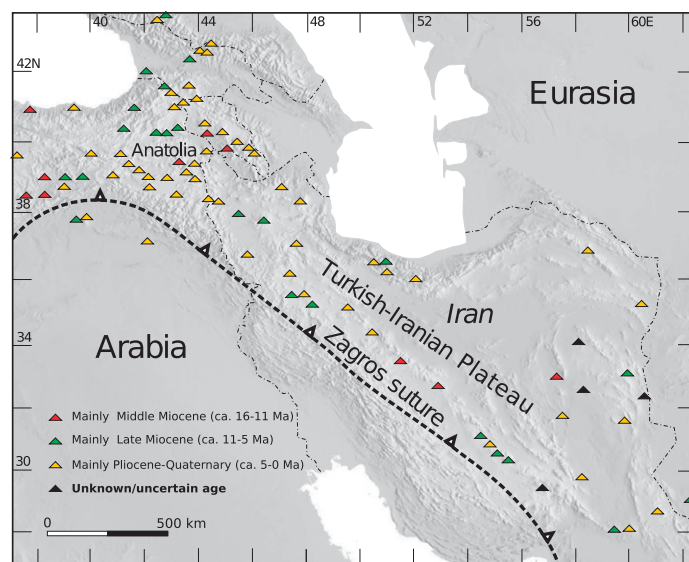 40 44 48 52 56 60E
42N
Eurasia
Anatolia
38
Turkish-Iranian Plateau
Iran
34
Arabia
Zagros suture
Mainly Middle Miocene (ca. 16-11 Ma)
Mainly Late Miocene (ca. 11-5 Ma)
Mainly Pliocene-Quaternary (ca. 5-0 Ma)
30
Unknown/uncertain age
0 500 km